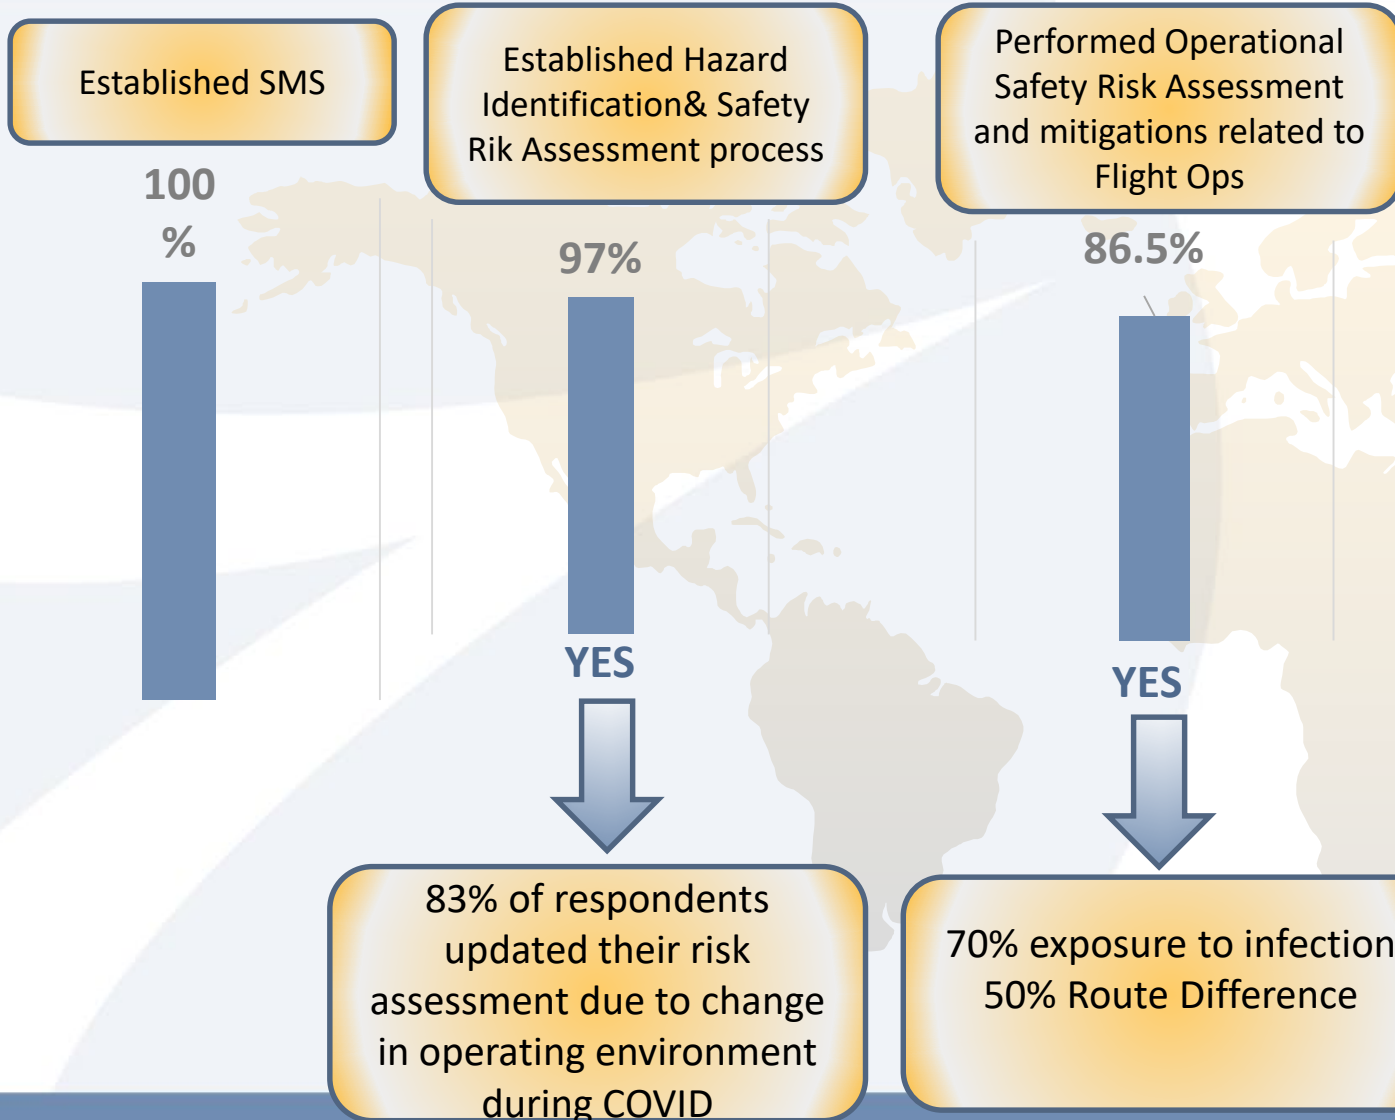 Established SMS
Established Hazard
Identification& Safety
Rik Assessment process
Performed Operational
Safety Risk Assessment
and mitigations related to
Flight Ops
100
%
97%
86.5%
YES
YES
83% of respondents
updated their risk
assessment due to change
in operating environment
during COVID
70% exposure to infection
50% Route Difference